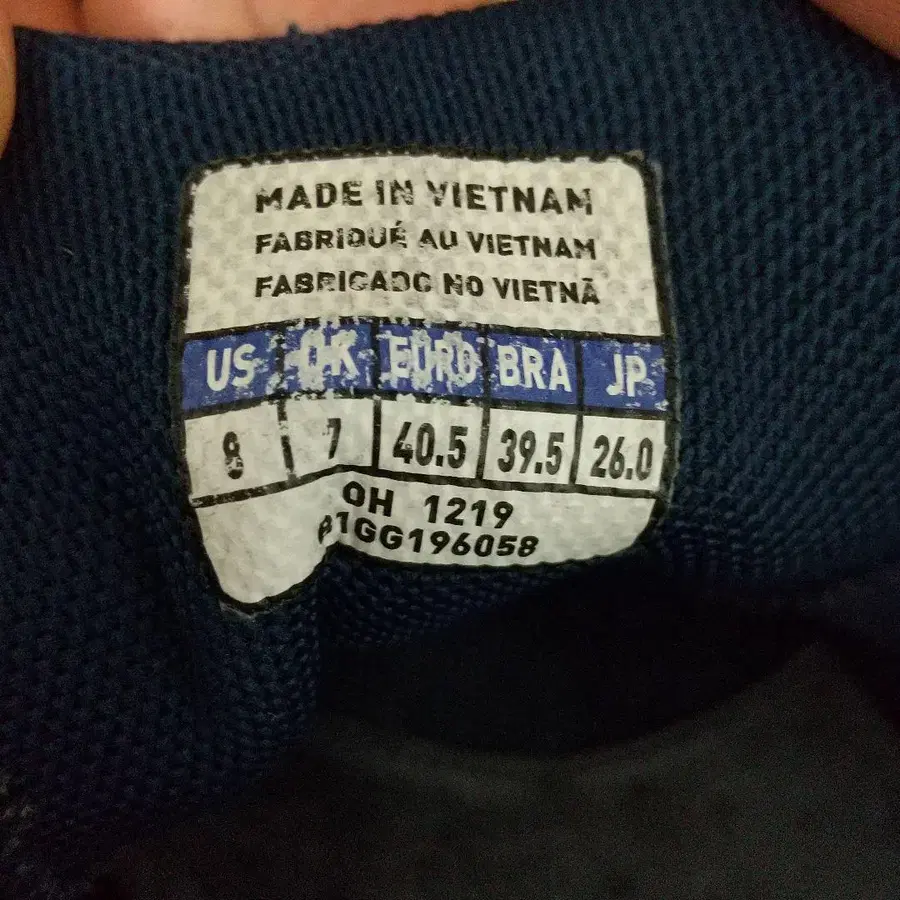 MADE IN VIETNAM
FABRIQUÉ AU VIETNAM
FABRICADO NO VIETNÃ
US UK EURO BRA JP
8 7 40.5 39.5 26.0
OH 1219
1GG196058